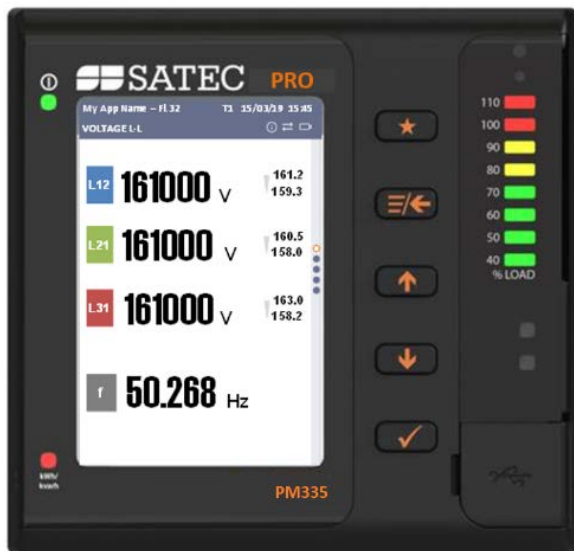 SATEC PRO
My App Name – Fl.32 T1 15/03/19 15:45
VOLTAGE L-L
L12 161000 V 161.2
159.3
L21 161000 V 160.5
158.0
L31 161000 V 163.0
158.2
f 50.268 Hz
kWh/
kvarh
PM335
110
100
90
80
70
60
50
40
% LOAD